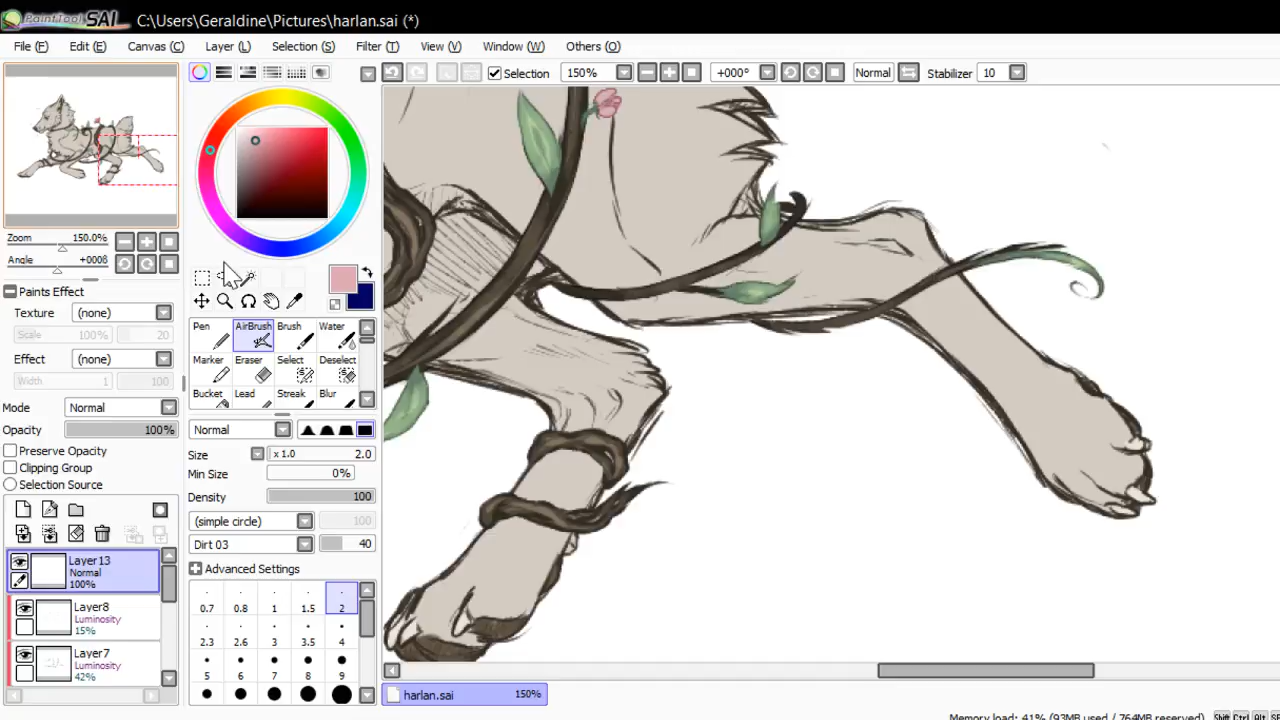 PaintTool SAI C:\Users\Geraldine\Pictures\harlan.sai (*)
File (F) Edit (E) Canvas (C) Layer (L) Selection (S) Filter (T) View (V) Window (W) Others (O)
Selection 150% +000° Normal Stabilizer 10
Zoom 150.0%
Angle +000θ
Paints Effect
Texture (none)
Scale 100% 20
Effect (none)
Width 1 100
Mode Normal
Opacity 100%
Preserve Opacity
Clipping Group
Selection Source
Layer13
Normal
100%
Layer8
Luminosity
15%
Layer7
Luminosity
42%
Pen AirBrush Brush Water
Marker Eraser Select Deselect
Bucket Lead Streak Blur
Normal
Size x 1.0 2.0
Min Size 0%
Density 100
(simple circle) 100
Dirt 03 40
Advanced Settings
0.7 0.8 1 1.5 2
2.3 2.6 3 3.5 4
5 6 7 8 9
harlan.sai 150%
Memory load: 41% (93MB used / 764MB reserved) Shft Ctrl Alt